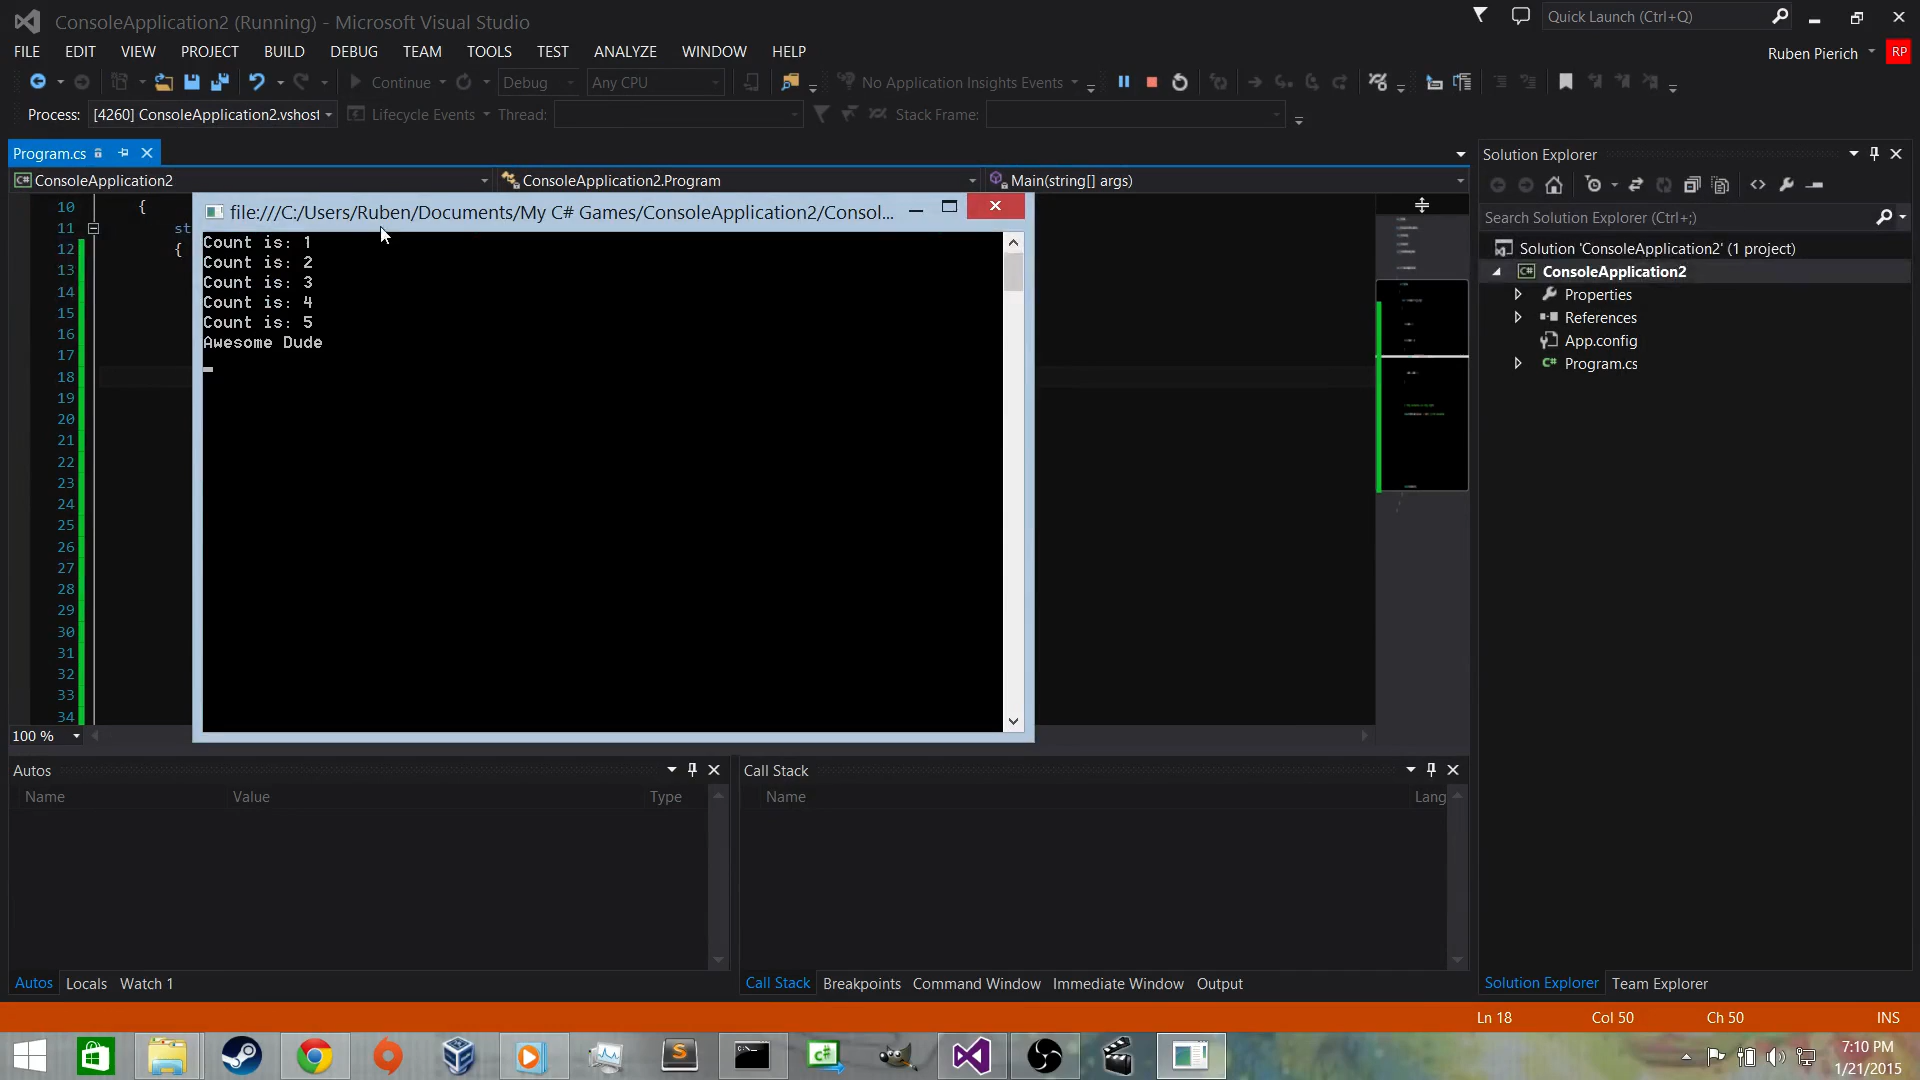 ConsoleApplication2 (Running) - Microsoft Visual Studio
Quick Launch (Ctrl+Q)
FILE EDIT VIEW PROJECT BUILD DEBUG TEAM TOOLS TEST ANALYZE WINDOW HELP
Ruben Pierich RP
Continue Debug Any CPU No Application Insights Events
Process: [4260] ConsoleApplication2.vshost Lifecycle Events Thread: Stack Frame:
Program.cs
ConsoleApplication2 ConsoleApplication2.Program Main(string[] args)
10 {
11 st
12 {
13
14
15
16
17
18
19
20
21
22
23
24
25
26
27
28
29
30
31
32
33
34
100 %
file:///C:/Users/Ruben/Documents/My C# Games/ConsoleApplication2/Consol...
Count is: 1
Count is: 2
Count is: 3
Count is: 4
Count is: 5
Awesome Dude
Solution Explorer
Search Solution Explorer (Ctrl+;)
Solution 'ConsoleApplication2' (1 project)
C# ConsoleApplication2
Properties
References
App.config
C# Program.cs
Autos
Name Value Type
Autos Locals Watch 1
Call Stack
Name Lang
Call Stack Breakpoints Command Window Immediate Window Output
Solution Explorer Team Explorer
Ln 18 Col 50 Ch 50 INS
7:10 PM
1/21/2015